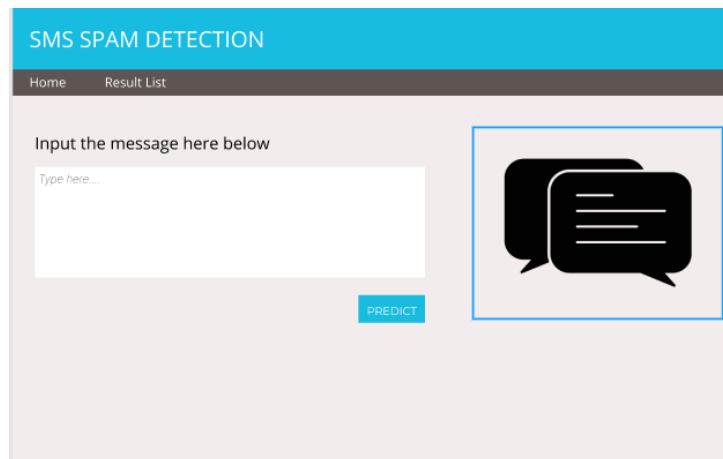 SMS SPAM DETECTION
Home Result List
Input the message here below
Type here....
PREDICT